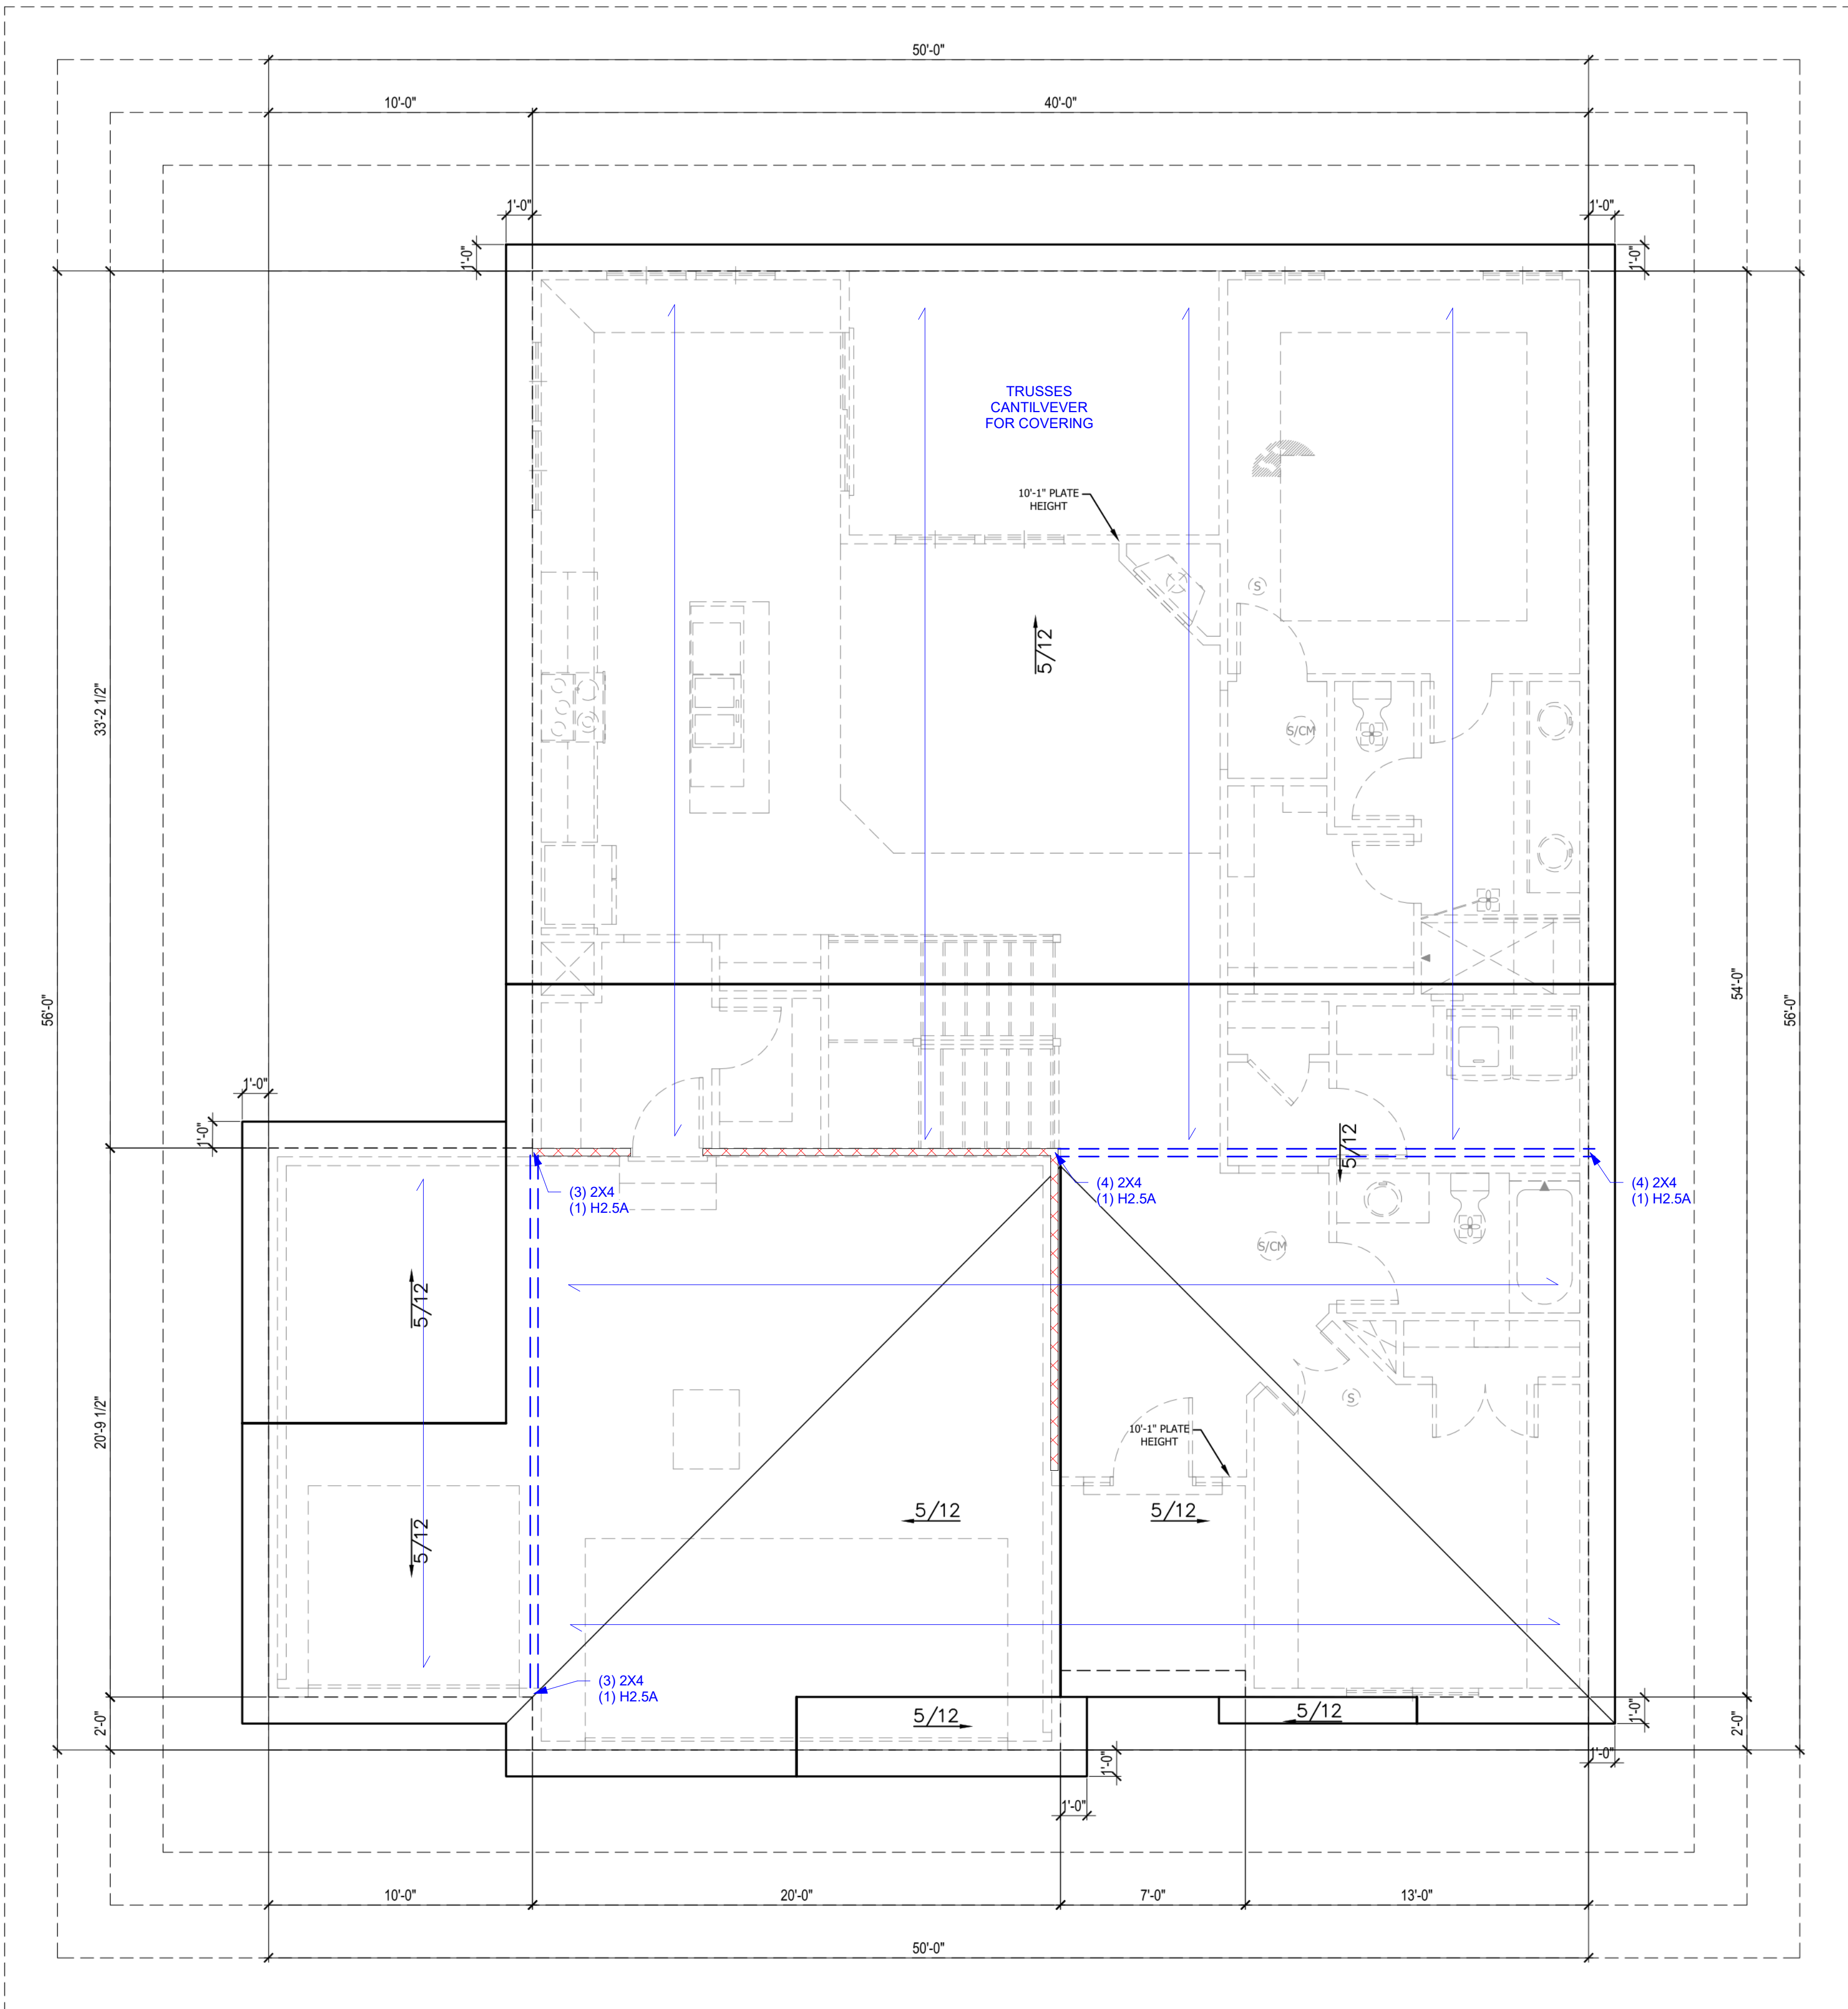 50'-0"
10'-0"
40'-0"
1'-0"
1'-0"
1'-0"
1'-0"
TRUSSES
CANTILVEVER
FOR COVERING
10'-1" PLATE
HEIGHT
S
5/12
33'-2 1/2"
S/CM
56'-0"
54'-0"
56'-0"
1'-0"
1'-0"
5/12
(3) 2X4
(1) H2.5A
(4) 2X4
(1) H2.5A
(4) 2X4
(1) H2.5A
S/CM
5/12
20'-9 1/2"
S
10'-1" PLATE
HEIGHT
5/12
5/12
5/12
(3) 2X4
(1) H2.5A
2'-0"
5/12
5/12
1'-0"
2'-0"
1'-0"
1'-0"
1'-0"
10'-0"
20'-0"
7'-0"
13'-0"
50'-0"